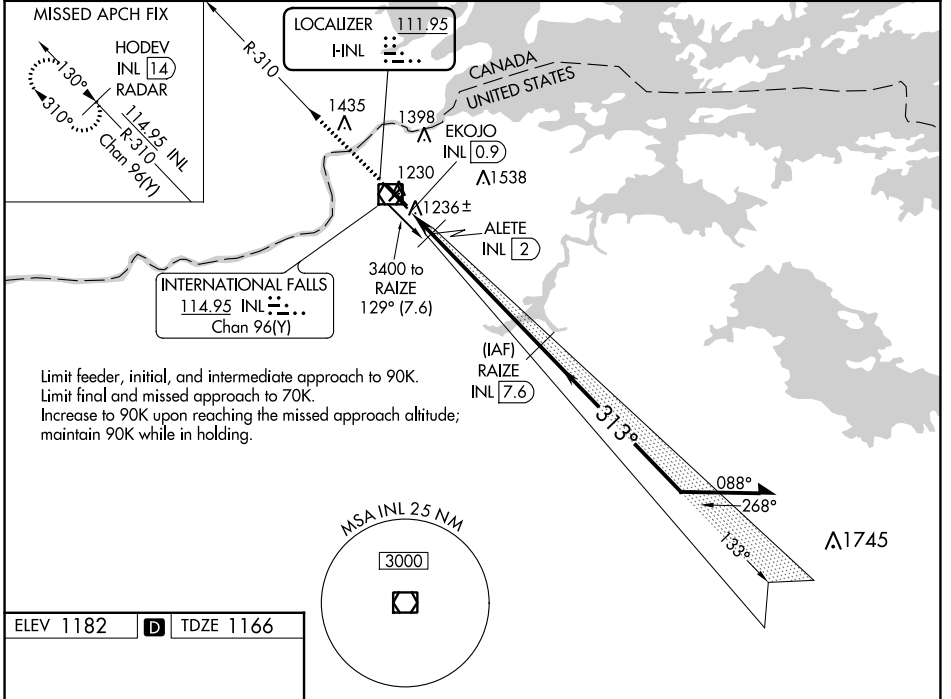 MISSED APCH FIX
HODEV
INL 14
RADAR
130°
310°
114.95 INL
R-310
Chan 96(Y)
R-310
LOCALIZER 111.95
I-INL
CANADA
UNITED STATES
1435
1398
EKOJO
INL 0.9
1538
1230
1236±
ALETE
INL 2
3400 to
RAIZE
129° (7.6)
INTERNATIONAL FALLS
114.95 INL
Chan 96(Y)
(IAF)
RAIZE
INL 7.6
Limit feeder, initial, and intermediate approach to 90K.
Limit final and missed approach to 70K.
Increase to 90K upon reaching the missed approach altitude;
maintain 90K while in holding.
313°
088°
268°
133°
1745
MSA INL 25 NM
3000
ELEV 1182 D TDZE 1166